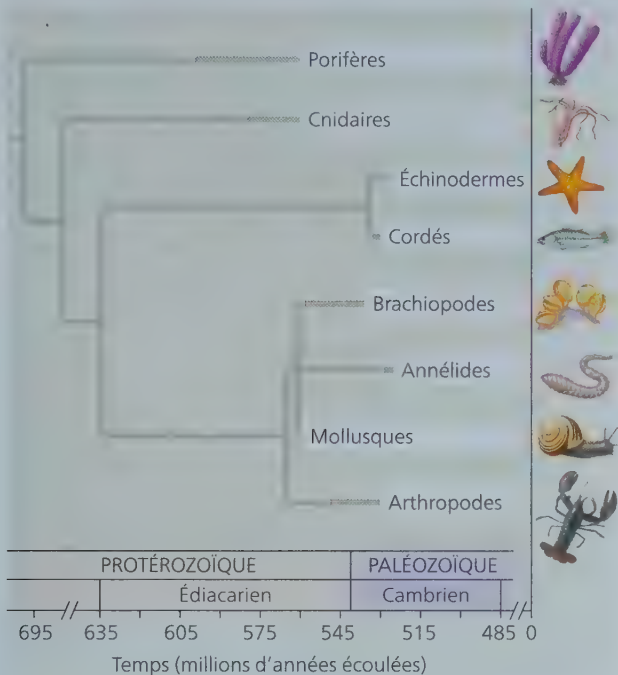 Porifères
Cnidaires
Échinodermes
Cordés
Brachiopodes
Annélides
Mollusques
Arthropodes
PROTÉROZOÏQUE PALÉOZOÏQUE
Édiacarien Cambrien
695 635 605 575 545 515 485 0
Temps (millions d'années écoulées)